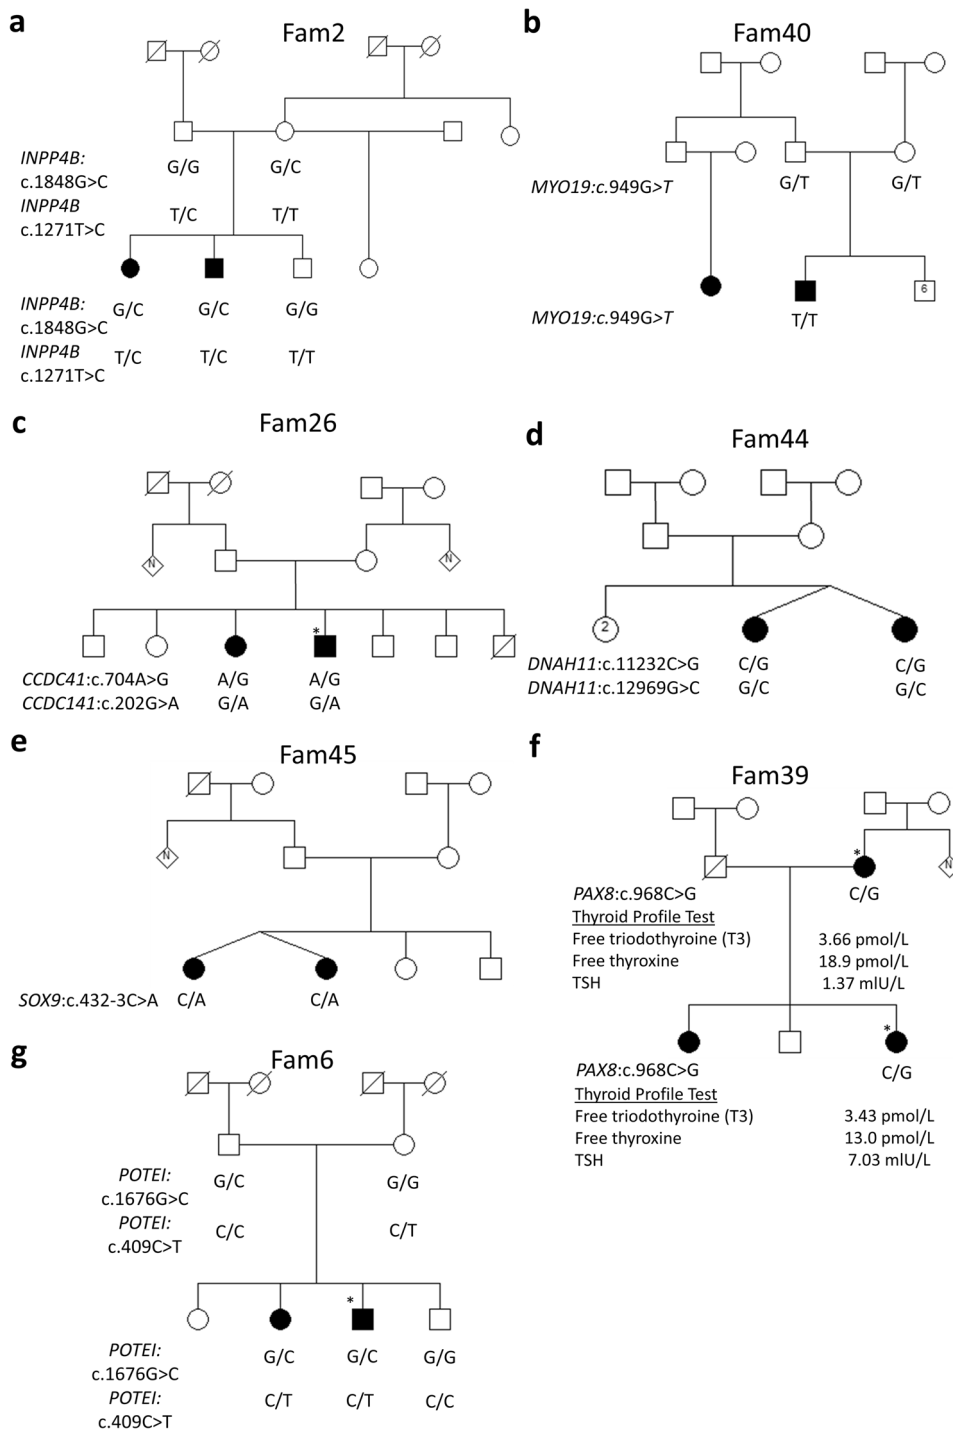 a
Fam2
INPP4B:
c.1848G>C
G/G G/C
INPP4B
c.1271T>C
T/C T/T
INPP4B:
c.1848G>C
G/C G/C G/G
INPP4B
c.1271T>C
T/C T/C T/T
b
Fam40
MYO19:c.949G>T
G/T G/T
6
MYO19:c.949G>T
T/T
c
Fam26
N N
*
CCDC41:c.704A>G A/G A/G
CCDC141:c.202G>A G/A G/A
d
Fam44
2
DNAH11:c.11232C>G C/G C/G
DNAH11:c.12969G>C G/C G/C
e
Fam45
N
SOX9:c.432-3C>A C/A C/A
f
Fam39
* N
PAX8:c.968C>G C/G
Thyroid Profile Test
Free triodothyroine (T3) 3.66 pmol/L
Free thyroxine 18.9 pmol/L
TSH 1.37 mlU/L
*
PAX8:c.968C>G C/G
Thyroid Profile Test
Free triodothyroine (T3) 3.43 pmol/L
Free thyroxine 13.0 pmol/L
TSH 7.03 mlU/L
g
Fam6
POTEI:
c.1676G>C
G/C G/G
POTEI:
c.409C>T
C/C C/T
*
POTEI:
c.1676G>C
G/C G/C G/G
POTEI:
c.409C>T
C/T C/T C/C